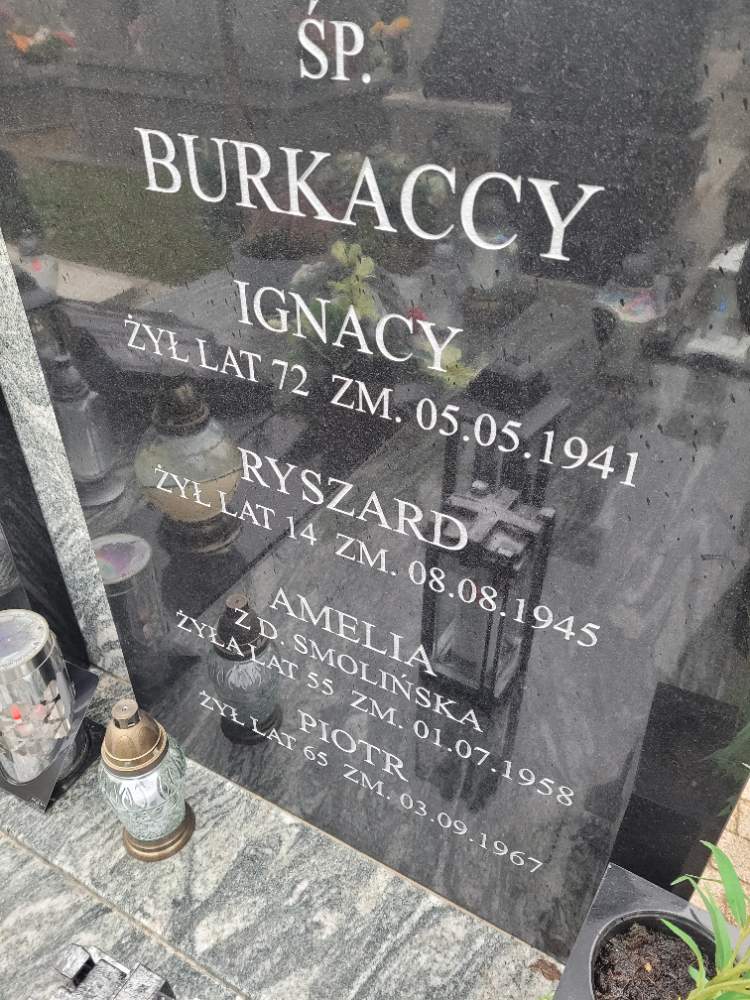 ŚP.
BURKACCY
IGNACY
ŻYŁ LAT 72 ZM. 05.05.1941
RYSZARD
ŻYŁ LAT 14 ZM. 08.08.1945
AMELIA
Z D. SMOLIŃSKA
ŻYŁA LAT 55 ZM. 01.07.1958
PIOTR
ŻYŁ LAT 65 ZM. 03.09.1967